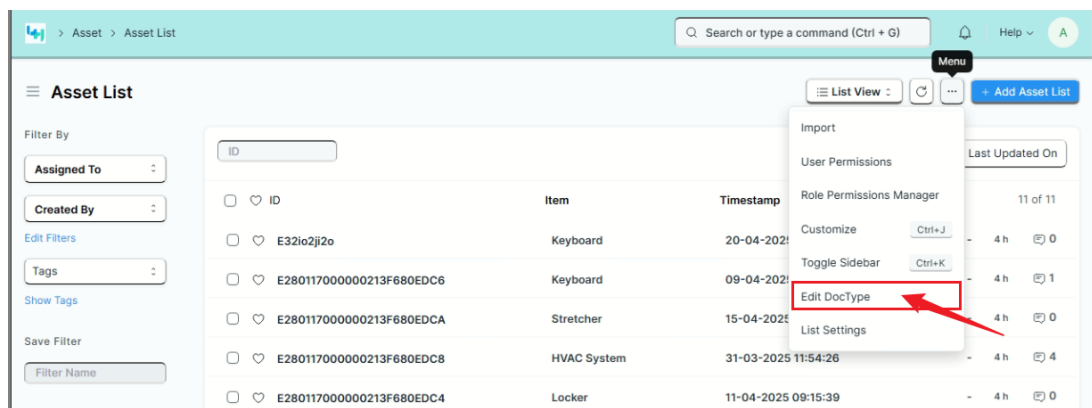 > Asset > Asset List
Search or type a command (Ctrl + G)
Help
A
Menu
Asset List
List View
...
+ Add Asset List
Import
User Permissions
Role Permissions Manager
Customize Ctrl+J
Toggle Sidebar Ctrl+K
Edit DocType
List Settings
Filter By
Assigned To
Created By
Edit Filters
Tags
Show Tags
Save Filter
Filter Name
ID
Last Updated On
ID Item Timestamp 11 of 11
E32io2ji2o Keyboard 20-04-202 - 4 h 0
E280117000000213F680EDC6 Keyboard 09-04-202 - 4 h 1
E280117000000213F680EDCA Stretcher 15-04-2025 - 4 h 0
E280117000000213F680EDC8 HVAC System 31-03-2025 11:54:26 - 4 h 4
E280117000000213F680EDC4 Locker 11-04-2025 09:15:39 - 4 h 0